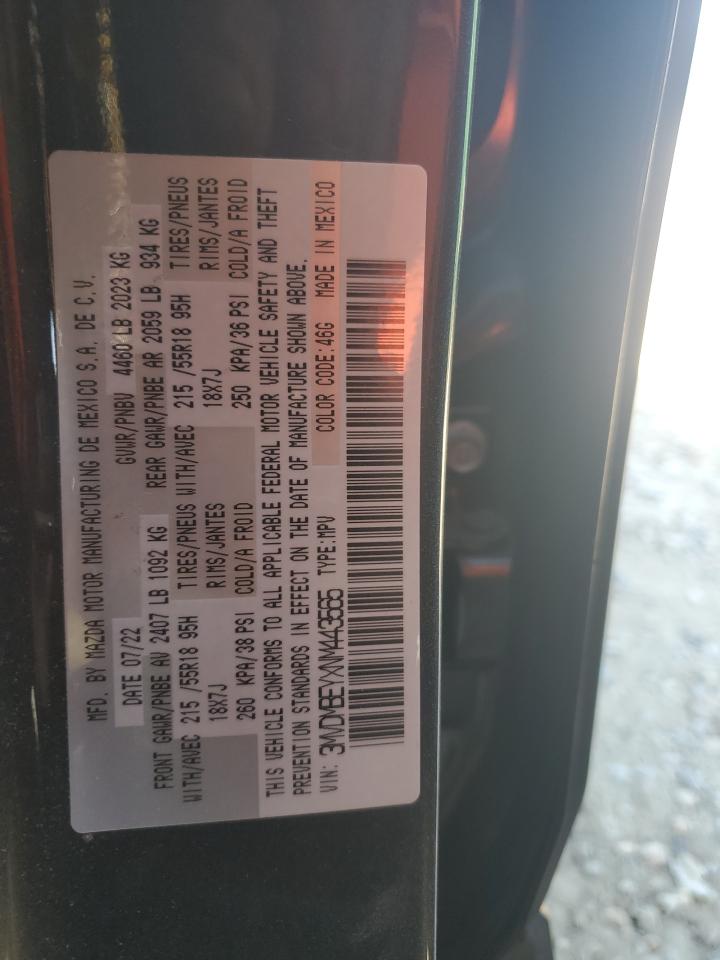 MFD. BY MAZDA MOTOR MANUFACTURING DE MEXICO S.A. DE C.V.
DATE 07/22 GVWR/PNBV 4460 LB 2023 KG
FRONT GAWR/PNBE AV 2407 LB 1092 KG REAR GAWR/PNBE AR 2059 LB 934 KG
WITH/AVEC 215 /55R18 95H TIRES/PNEUS WITH/AVEC 215 /55R18 95H TIRES/PNEUS
18X7J RIMS/JANTES 18X7J RIMS/JANTES
260 KPA/38 PSI COLD/A FROID 250 KPA/36 PSI COLD/A FROID
THIS VEHICLE CONFORMS TO ALL APPLICABLE FEDERAL MOTOR VEHICLE SAFETY AND THEFT
PREVENTION STANDARDS IN EFFECT ON THE DATE OF MANUFACTURE SHOWN ABOVE.
VIN: 3MVDMBEYXNM443565 TYPE:MPV COLOR CODE:46G MADE IN MEXICO